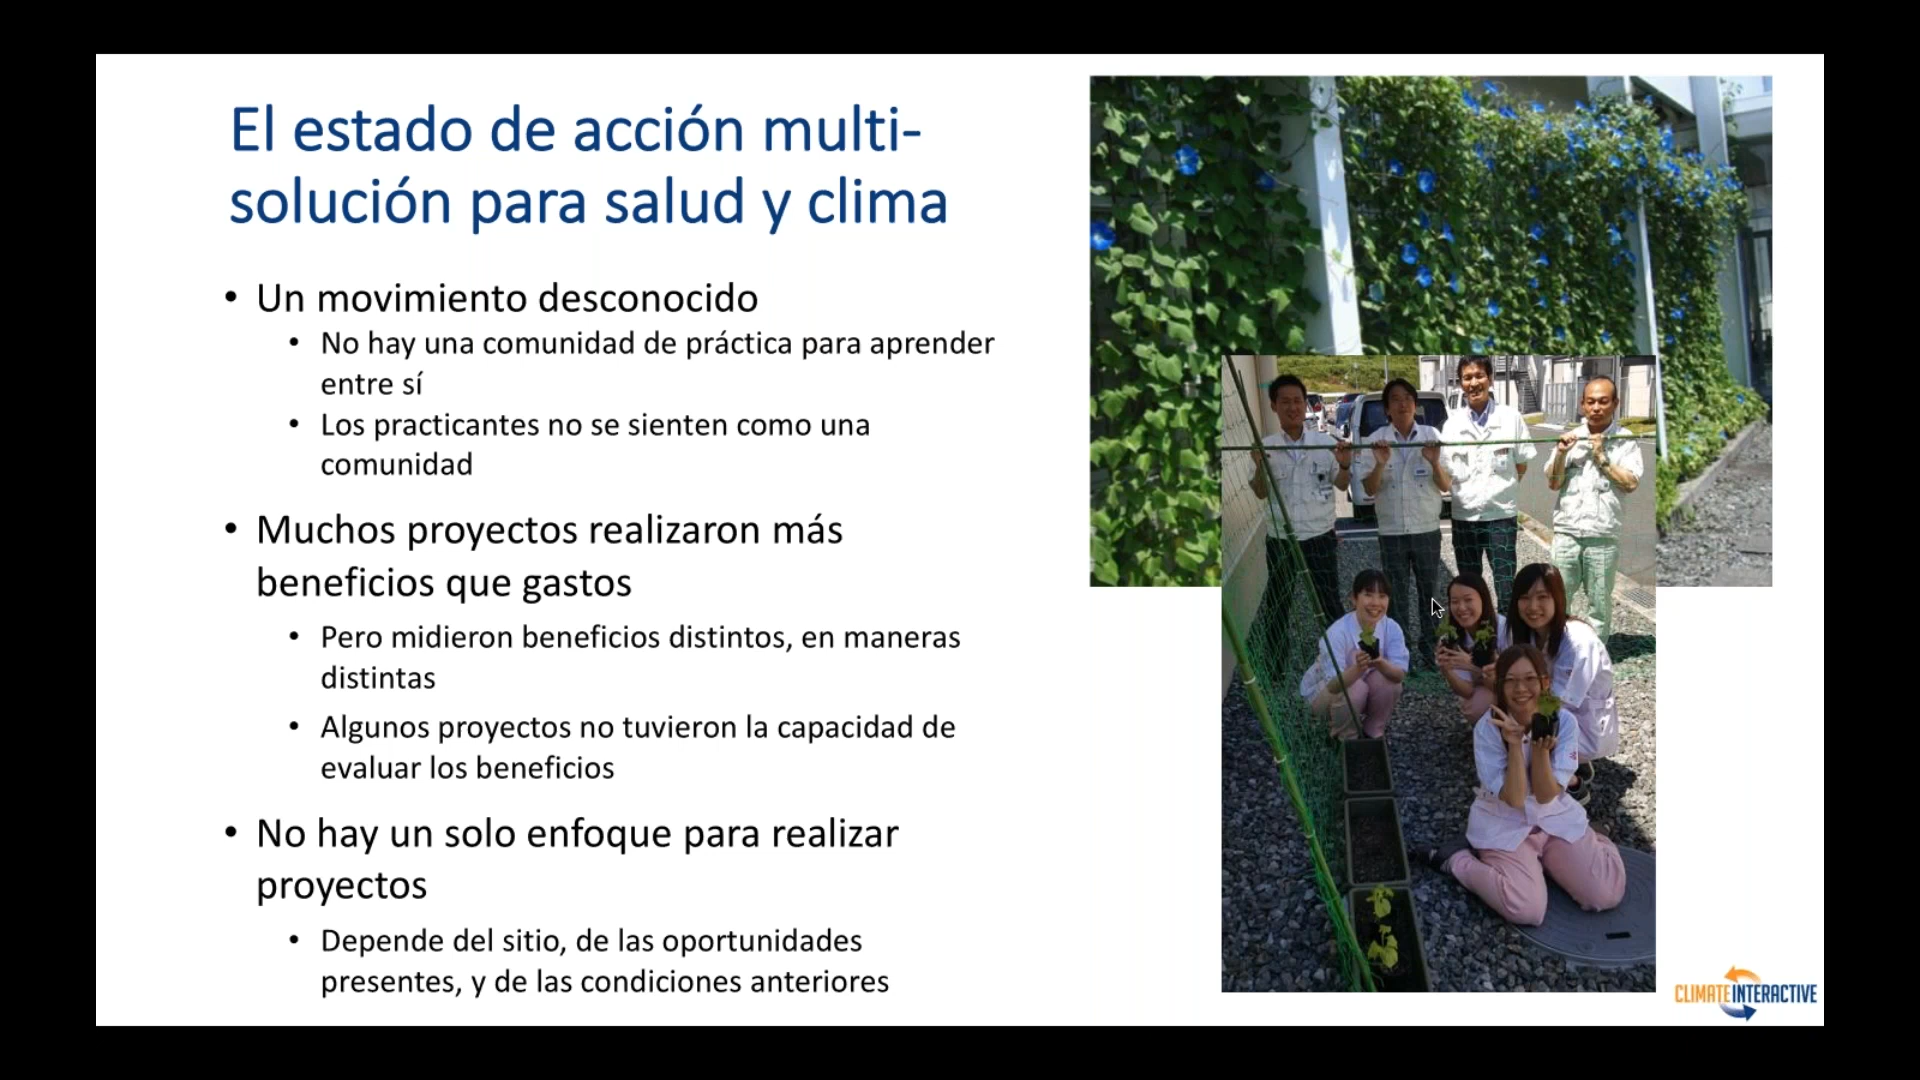 El estado de acción multi-
solución para salud y clima
• Un movimiento desconocido
• No hay una comunidad de práctica para aprender
entre sí
• Los practicantes no se sienten como una
comunidad
• Muchos proyectos realizaron más
beneficios que gastos
• Pero midieron beneficios distintos, en maneras
distintas
• Algunos proyectos no tuvieron la capacidad de
evaluar los beneficios
• No hay un solo enfoque para realizar
proyectos
• Depende del sitio, de las oportunidades
presentes, y de las condiciones anteriores
CLIMATE INTERACTIVE